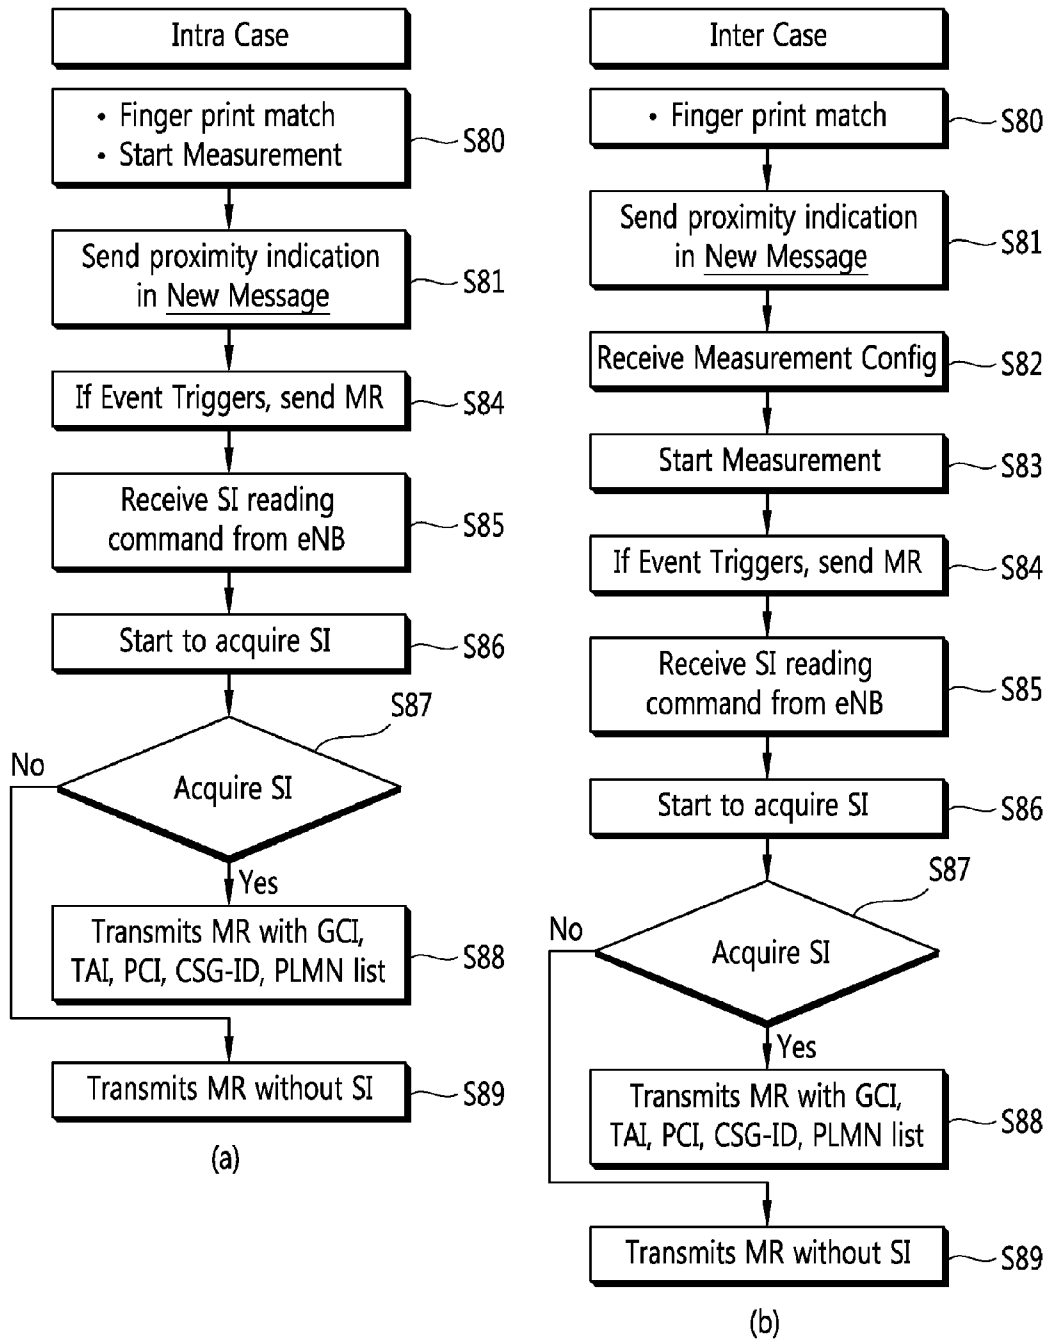 Intra Case
• Finger print match
• Start Measurement
S80
Send proximity indication
in New Message
S81
If Event Triggers, send MR
S84
Receive SI reading
command from eNB
S85
Start to acquire SI
S86
S87
Acquire SI
No
Yes
Transmits MR with GCI,
TAI, PCI, CSG-ID, PLMN list
S88
Transmits MR without SI
S89
(a)
Inter Case
• Finger print match
S80
Send proximity indication
in New Message
S81
Receive Measurement Config
S82
Start Measurement
S83
If Event Triggers, send MR
S84
Receive SI reading
command from eNB
S85
Start to acquire SI
S86
S87
Acquire SI
No
Yes
Transmits MR with GCI,
TAI, PCI, CSG-ID, PLMN list
S88
Transmits MR without SI
S89
(b)